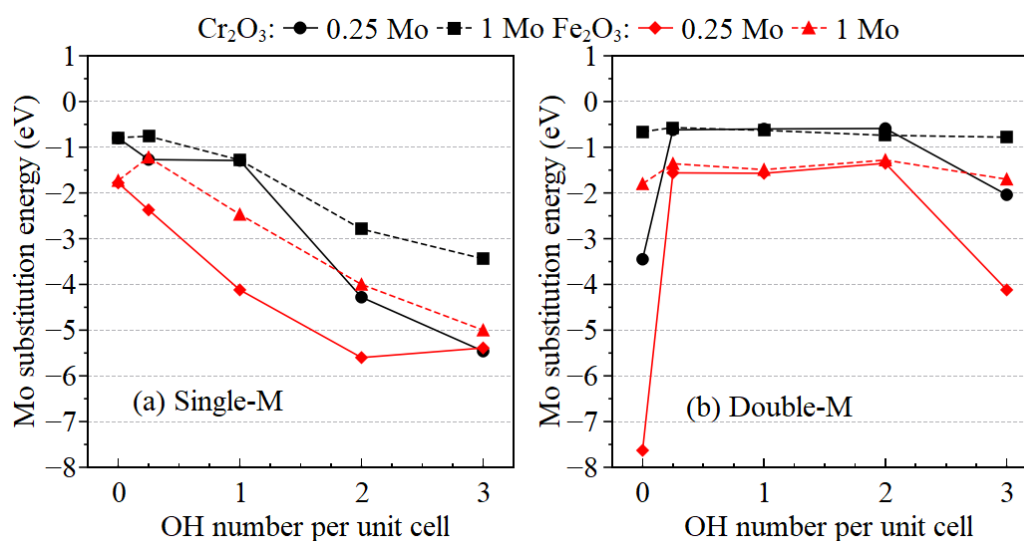 Cr₂O₃: 0.25 Mo 1 Mo Fe₂O₃: 0.25 Mo 1 Mo
Mo substitution energy (eV)
1
0
−1
−2
−3
−4
−5
−6
−7
−8
(a) Single-M
0 1 2 3
OH number per unit cell
Mo substitution energy (eV)
1
0
−1
−2
−3
−4
−5
−6
−7
−8
(b) Double-M
0 1 2 3
OH number per unit cell